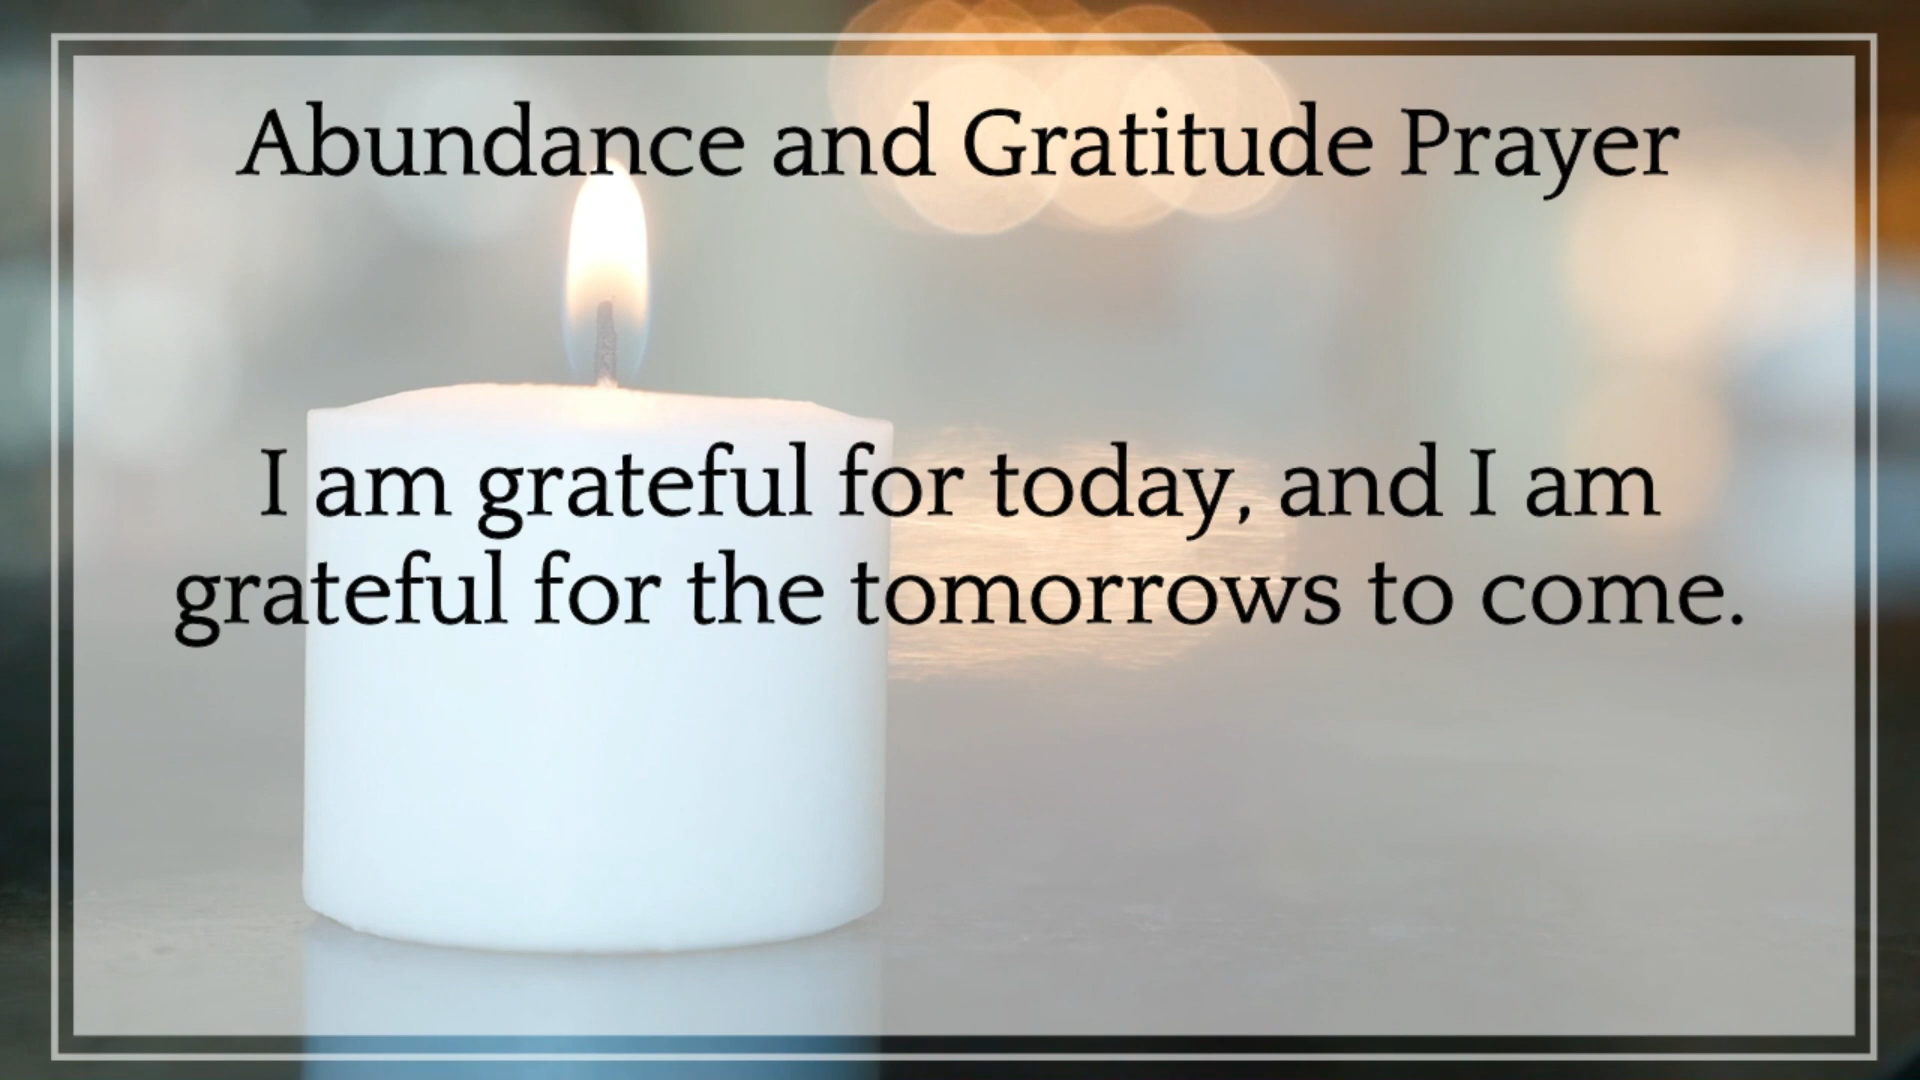 Abundance and Gratitude Prayer
I am grateful for today, and I am
grateful for the tomorrows to come.